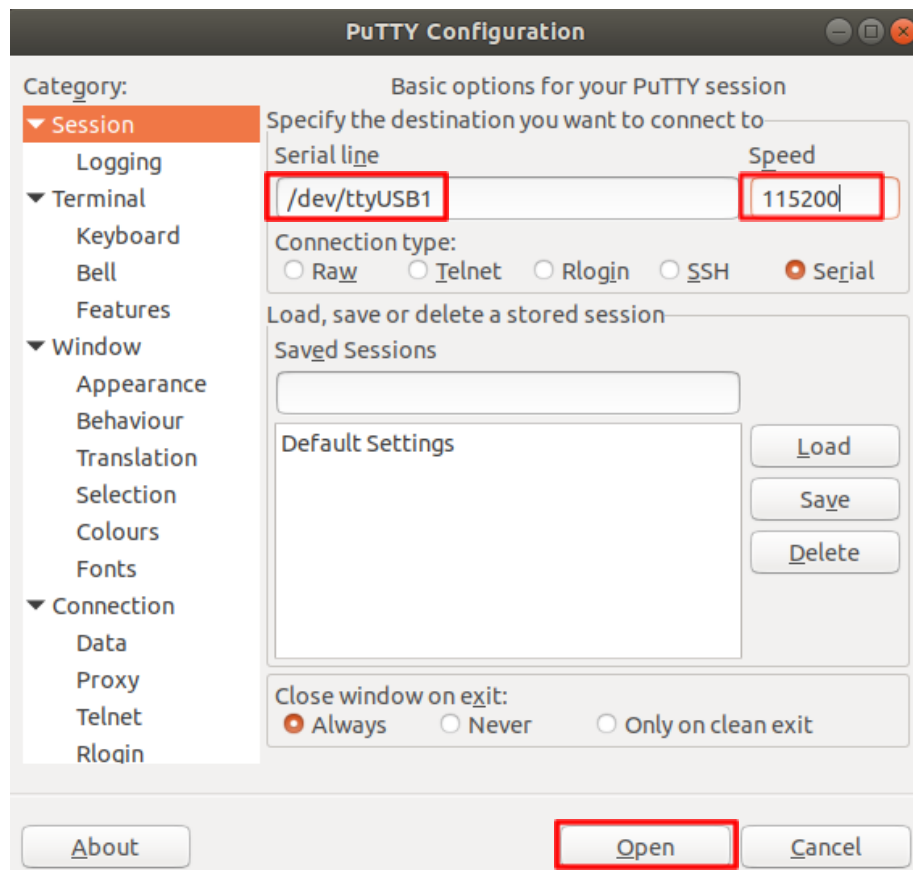 PuTTY Configuration
Category:
Session
Logging
Terminal
Keyboard
Bell
Features
Window
Appearance
Behaviour
Translation
Selection
Colours
Fonts
Connection
Data
Proxy
Telnet
Rlogin
Basic options for your PuTTY session
Specify the destination you want to connect to
Serial line Speed
/dev/ttyUSB1 115200
Connection type:
Raw Telnet Rlogin SSH Serial
Load, save or delete a stored session
Saved Sessions
Default Settings
Load
Save
Delete
Close window on exit:
Always Never Only on clean exit
About Open Cancel